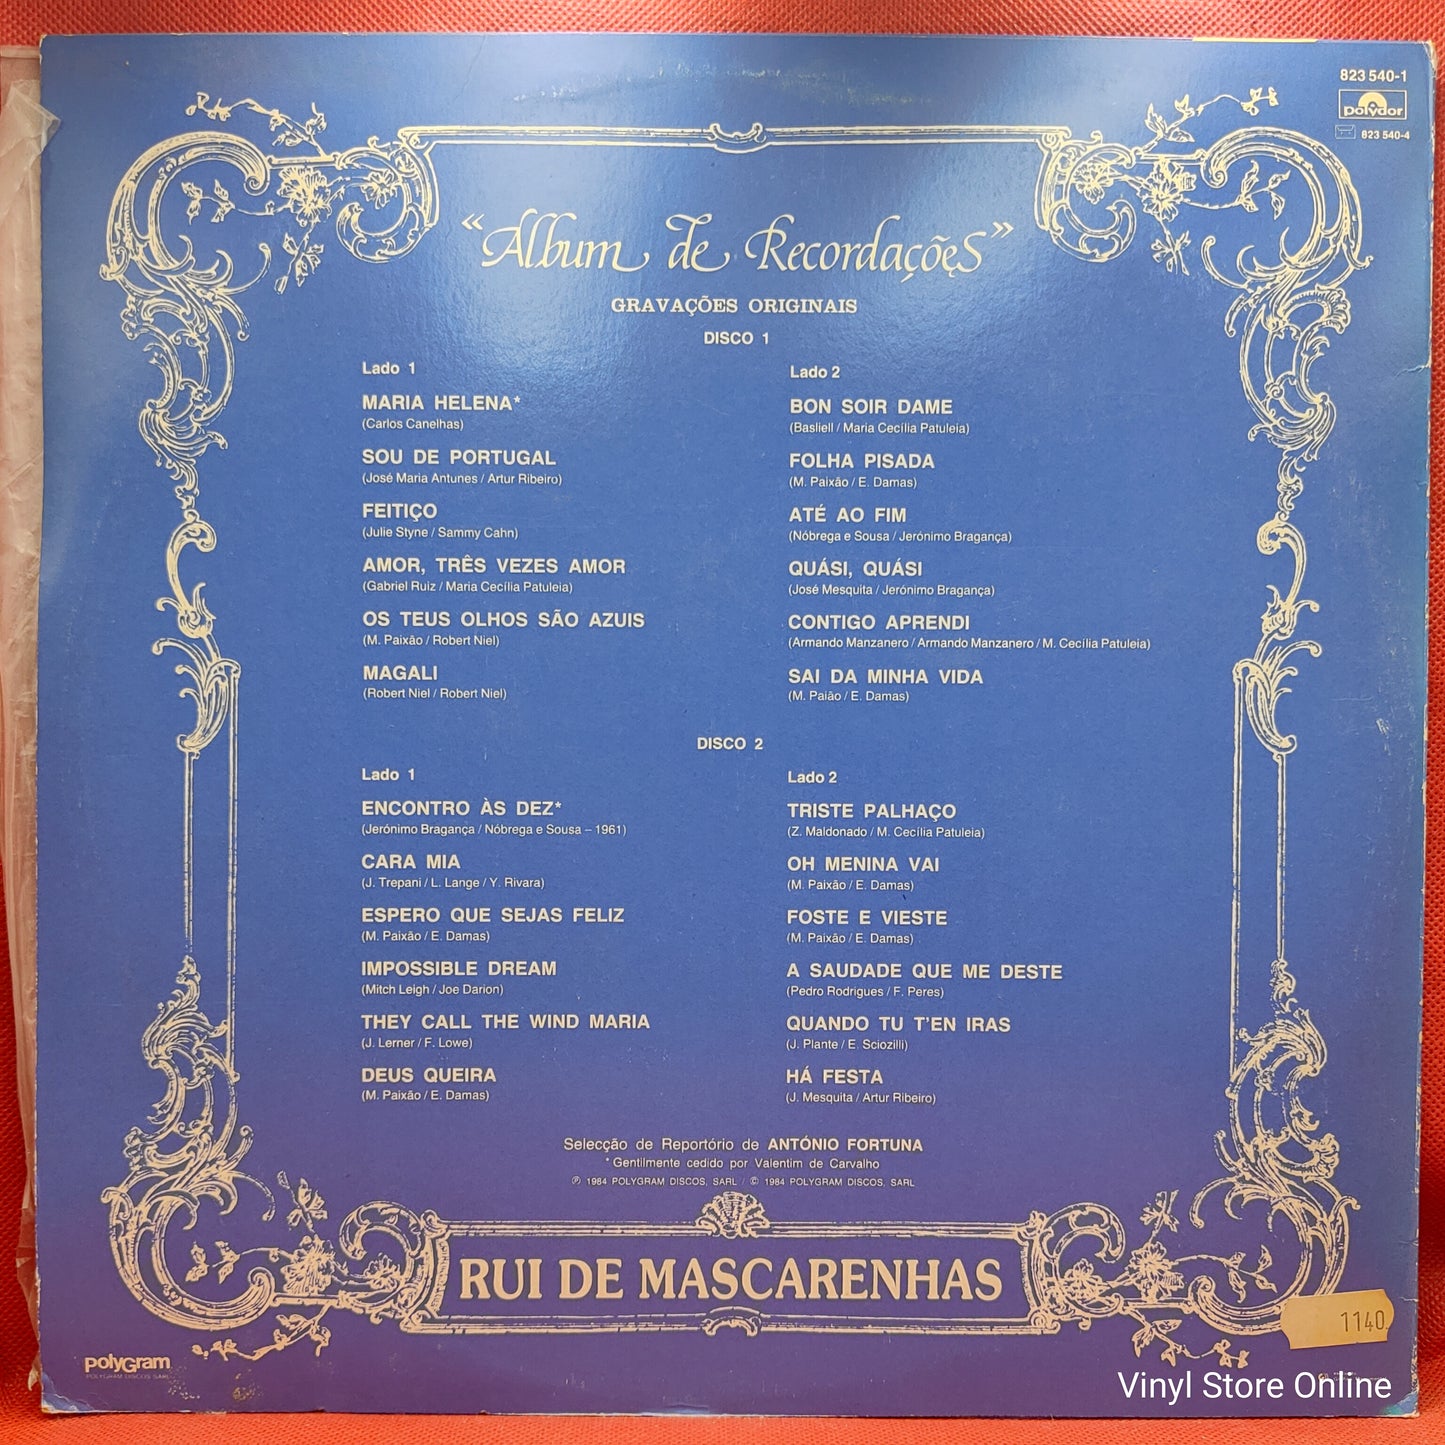 823 540-1
polydor
823 540-4
"Album de Recordações"
GRAVAÇÕES ORIGINAIS
DISCO 1
Lado 1
MARIA HELENA*
(Carlos Canelhas)
SOU DE PORTUGAL
(José Maria Antunes / Artur Ribeiro)
FEITIÇO
(Julie Styne / Sammy Cahn)
AMOR, TRÊS VEZES AMOR
(Gabriel Ruiz / Maria Cecília Patuleia)
OS TEUS OLHOS SÃO AZUIS
(M. Paixão / Robert Niel)
MAGALI
(Robert Niel / Robert Niel)
Lado 2
BON SOIR DAME
(Basliell / Maria Cecília Patuleia)
FOLHA PISADA
(M. Paixão / E. Damas)
ATÉ AO FIM
(Nóbrega e Sousa / Jerónimo Bragança)
QUÁSI, QUÁSI
(José Mesquita / Jerónimo Bragança)
CONTIGO APRENDI
(Armando Manzanero / Armando Manzanero / M. Cecília Patuleia)
SAI DA MINHA VIDA
(M. Paião / E. Damas)
DISCO 2
Lado 1
ENCONTRO ÀS DEZ*
(Jerónimo Bragança / Nóbrega e Sousa – 1961)
CARA MIA
(J. Trepani / L. Lange / Y. Rivara)
ESPERO QUE SEJAS FELIZ
(M. Paixão / E. Damas)
IMPOSSIBLE DREAM
(Mitch Leigh / Joe Darion)
THEY CALL THE WIND MARIA
(J. Lerner / F. Lowe)
DEUS QUEIRA
(M. Paixão / E. Damas)
Lado 2
TRISTE PALHAÇO
(Z. Maldonado / M. Cecília Patuleia)
OH MENINA VAI
(M. Paixão / E. Damas)
FOSTE E VIESTE
(M. Paixão / E. Damas)
A SAUDADE QUE ME DESTE
(Pedro Rodrigues / F. Peres)
QUANDO TU T'EN IRAS
(J. Plante / E. Sciozilli)
HÁ FESTA
(J. Mesquita / Artur Ribeiro)
Selecção de Reportório de ANTÓNIO FORTUNA
* Gentilmente cedido por Valentim de Carvalho
℗ 1984 POLYGRAM DISCOS, SARL / © 1984 POLYGRAM DISCOS, SARL
RUI DE MASCARENHAS
1140
polyGram
POLYGRAM DISCOS SARL
Vinyl Store Online